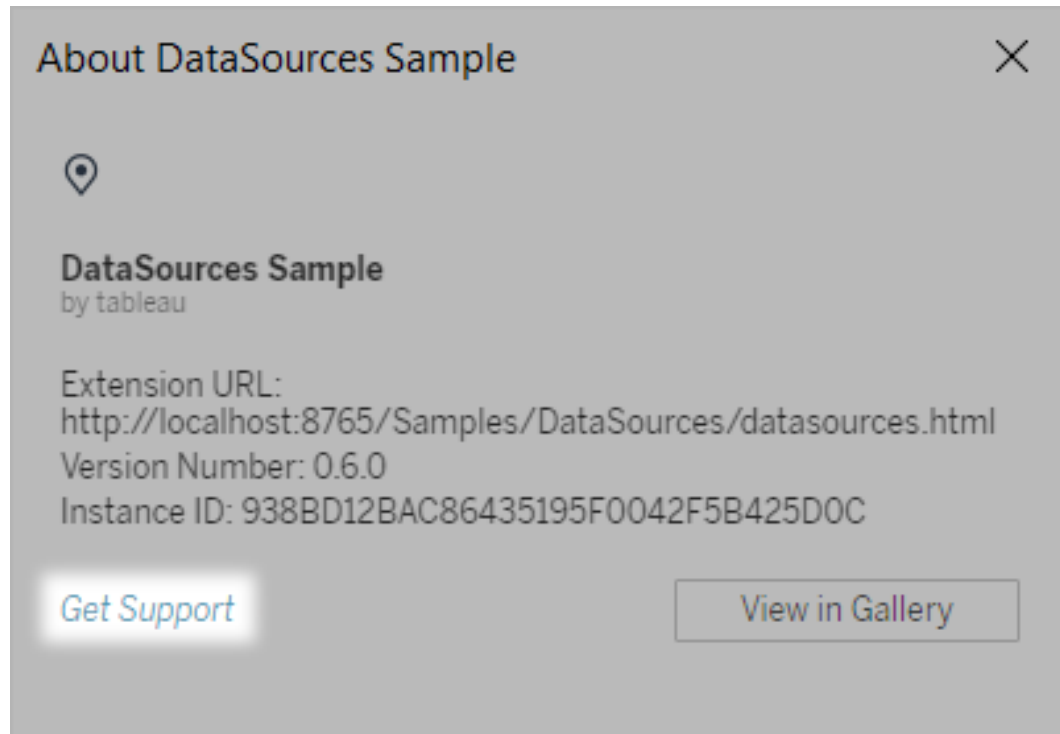 About DataSources Sample
DataSources Sample
by tableau
Extension URL:
http://localhost:8765/Samples/DataSources/datasources.html
Version Number: 0.6.0
Instance ID: 938BD12BAC86435195F0042F5B425D0C
Get Support
View in Gallery